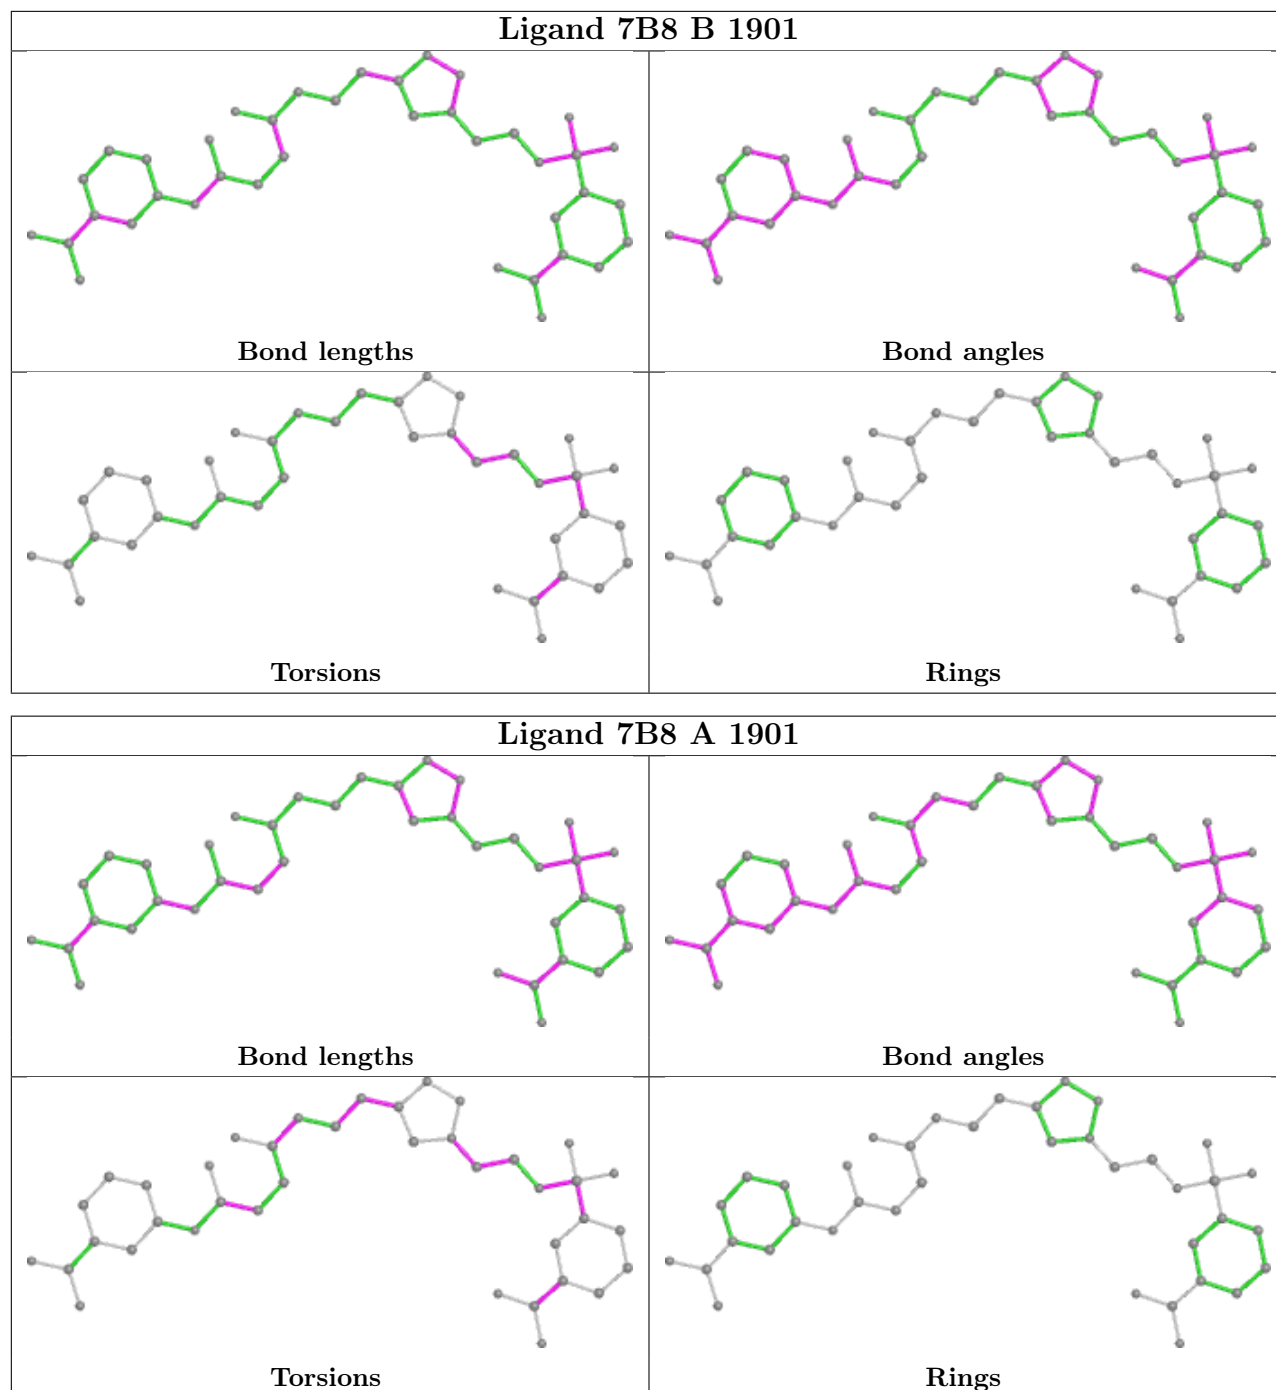 Ligand 7B8 B 1901
Bond lengths
Bond angles
Torsions
Rings
Ligand 7B8 A 1901
Bond lengths
Bond angles
Torsions
Rings